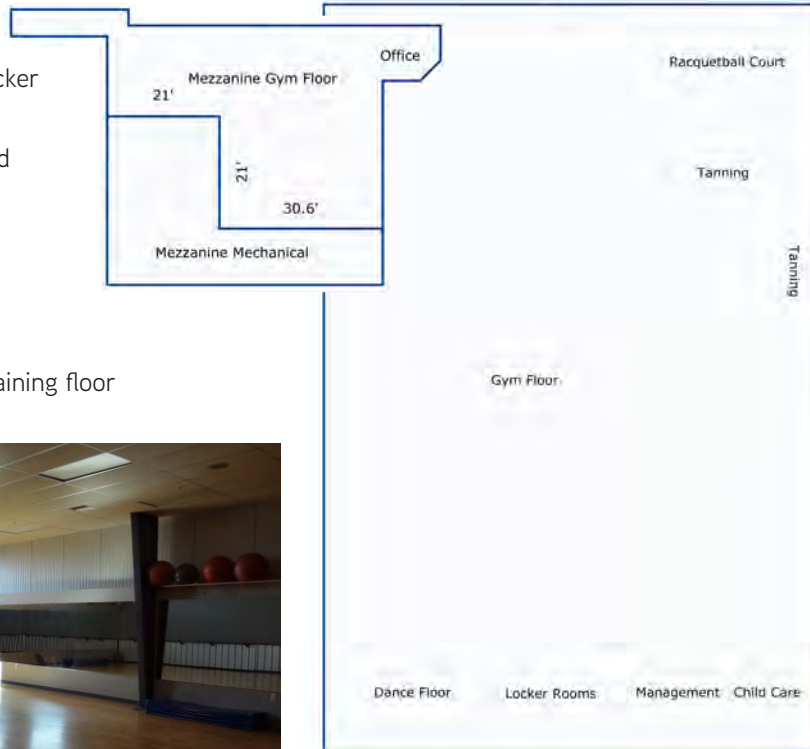 cker
d
aining floor
Office
Mezzanine Gym Floor
21'
21'
30.6'
Mezzanine Mechanical
Racquetball Court
Tanning
Tanning
Gym Floor
Dance Floor
Locker Rooms
Management
Child Care